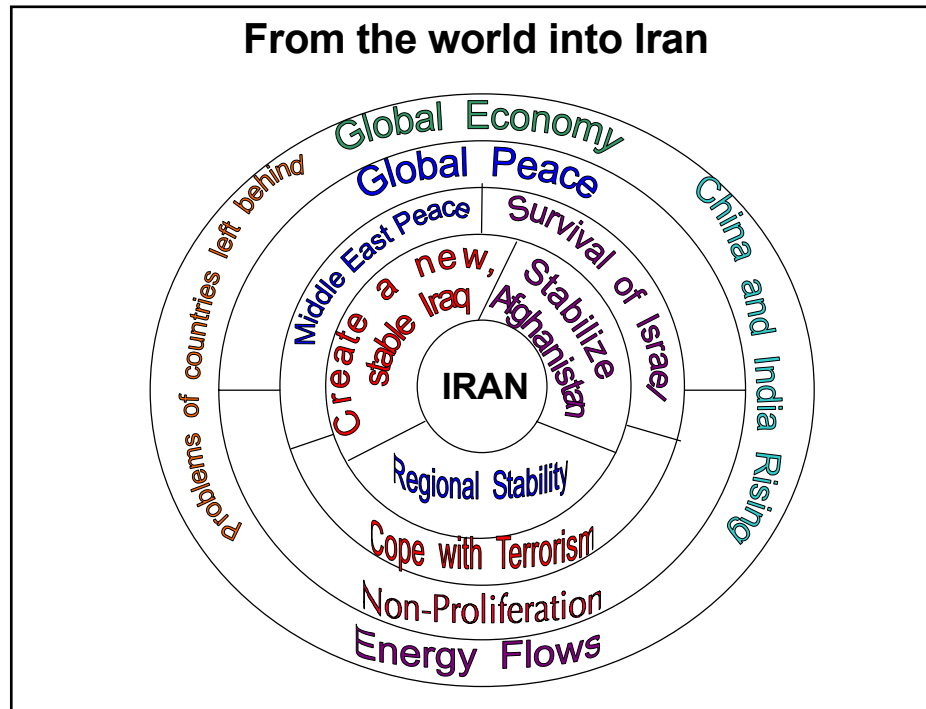 From the world into Iran
Global Economy
Problems of countries left behind
China and India Rising
Energy Flows
Global Peace
Non-Proliferation
Middle East Peace
Survival of Israel
Cope with Terrorism
Create a new,
stable Iraq
Stabilize
Afghanistan
Regional Stability
IRAN